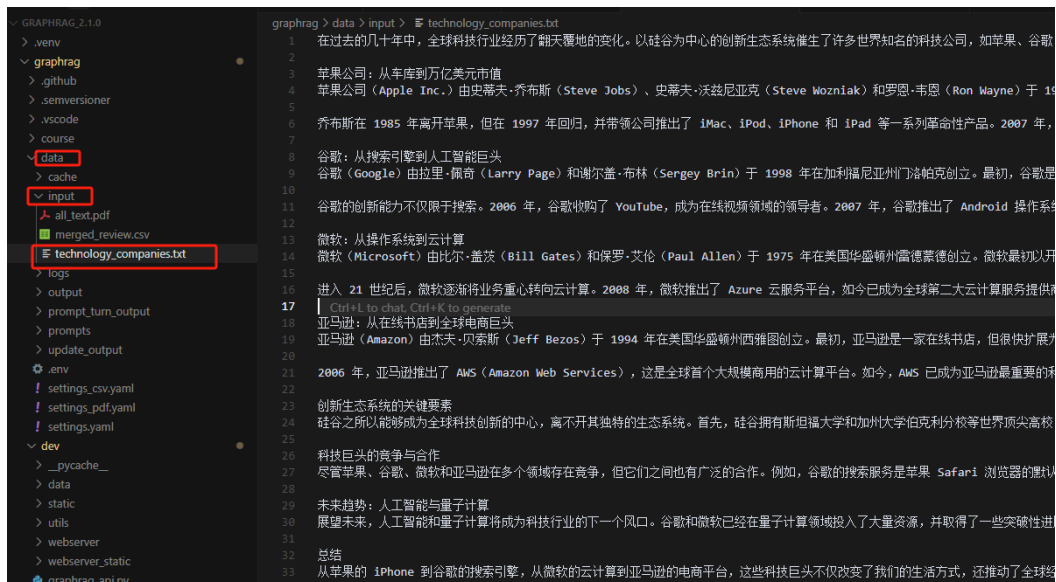 GRAPHRAG_2.1.0
.venv
graphrag
.github
.semversioner
.vscode
course
data
cache
input
all_text.pdf
merged_review.csv
technology_companies.txt
logs
output
prompt_turn_output
prompts
update_output
.env
settings_csv.yaml
settings_pdf.yaml
settings.yaml
dev
__pycache__
data
static
utils
webserver
webserver_static
graphrag_api.py
graphrag > data > input > technology_companies.txt
1 在过去的几十年中，全球科技行业经历了翻天覆地的变化。以硅谷为中心的创新生态系统催生了许多世界知名的科技公司，如苹果、谷歌
2
3 苹果公司：从车库到万亿美元市值
4 苹果公司（Apple Inc.）由史蒂夫·乔布斯（Steve Jobs）、史蒂夫·沃兹尼亚克（Steve Wozniak）和罗恩·韦恩（Ron Wayne）于 19
5
6 乔布斯在 1985 年离开苹果，但在 1997 年回归，并带领公司推出了 iMac、iPod、iPhone 和 iPad 等一系列革命性产品。2007 年，
7
8 谷歌：从搜索引擎到人工智能巨头
9 谷歌（Google）由拉里·佩奇（Larry Page）和谢尔盖·布林（Sergey Brin）于 1998 年在加利福尼亚州门洛帕克创立。最初，谷歌是
10
11 谷歌的创新能力不仅限于搜索。2006 年，谷歌收购了 YouTube，成为在线视频领域的领导者。2007 年，谷歌推出了 Android 操作系
12
13 微软：从操作系统到云计算
14 微软（Microsoft）由比尔·盖茨（Bill Gates）和保罗·艾伦（Paul Allen）于 1975 年在美国华盛顿州雷德蒙德创立。微软最初以开
15
16 进入 21 世纪后，微软逐渐将业务重心转向云计算。2008 年，微软推出了 Azure 云服务平台，如今已成为全球第二大云计算服务提供商
17 Ctrl+L to chat, Ctrl+K to generate
18 亚马逊：从在线书店到全球电商巨头
19 亚马逊（Amazon）由杰夫·贝索斯（Jeff Bezos）于 1994 年在美国华盛顿州西雅图创立。最初，亚马逊是一家在线书店，但很快扩展为
20
21 2006 年，亚马逊推出了 AWS（Amazon Web Services），这是全球首个大规模商用的云计算平台。如今，AWS 已成为亚马逊最重要的利
22
23 创新生态系统的关键要素
24 硅谷之所以能够成为全球科技创新的中心，离不开其独特的生态系统。首先，硅谷拥有斯坦福大学和加州大学伯克利分校等世界顶尖高校
25
26 科技巨头的竞争与合作
27 尽管苹果、谷歌、微软和亚马逊在多个领域存在竞争，但它们之间也有广泛的合作。例如，谷歌的搜索服务是苹果 Safari 浏览器的默认
28
29 未来趋势：人工智能与量子计算
30 展望未来，人工智能和量子计算将成为科技行业的下一个风口。谷歌和微软已经在量子计算领域投入了大量资源，并取得了一些突破性进
31
32 总结
33 从苹果的 iPhone 到谷歌的搜索引擎，从微软的云计算到亚马逊的电商平台，这些科技巨头不仅改变了我们的生活方式，还推动了全球经